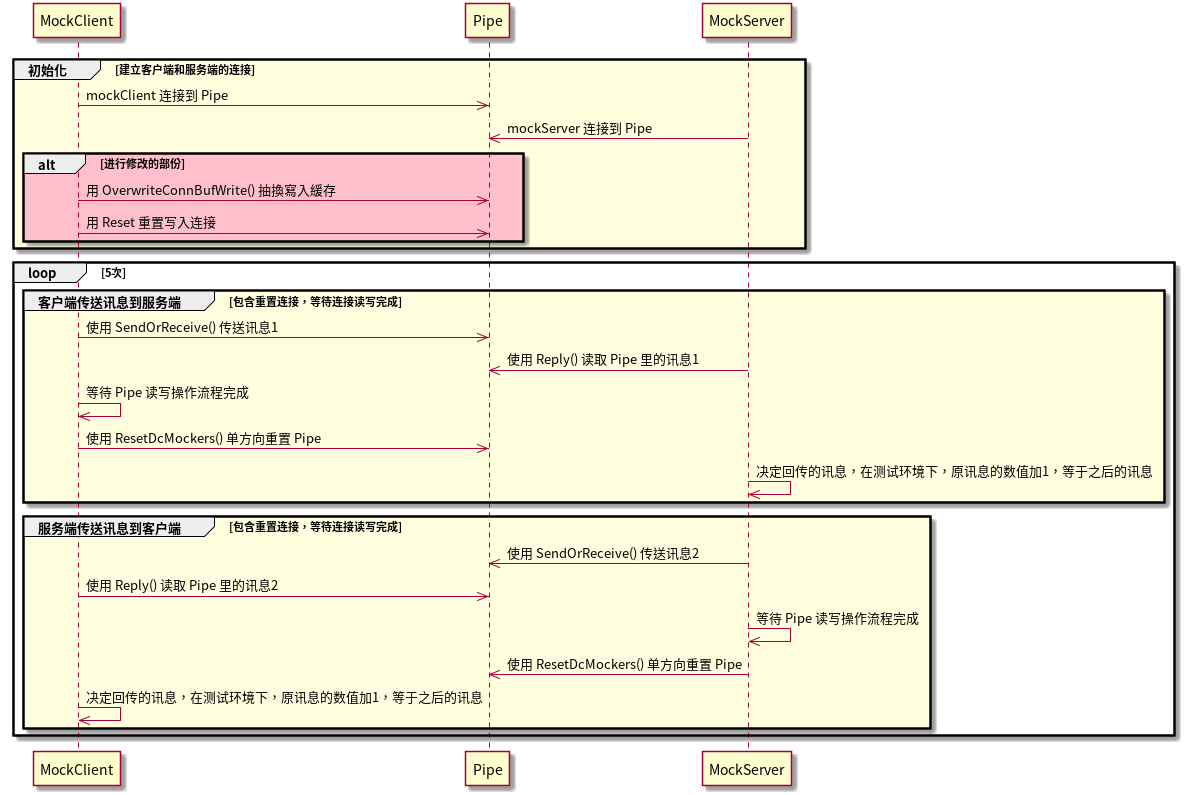 MockClient
Pipe
MockServer
初始化
[建立客户端和服务端的连接]
mockClient 连接到 Pipe
mockServer 连接到 Pipe
alt
[进行修改的部份]
用 OverwriteConnBufWrite() 抽換寫入緩存
用 Reset 重置写入连接
loop
[5次]
客户端传送讯息到服务端
[包含重置连接，等待连接读写完成]
使用 SendOrReceive() 传送讯息1
使用 Reply() 读取 Pipe 里的讯息1
等待 Pipe 读写操作流程完成
使用 ResetDcMockers() 单方向重置 Pipe
决定回传的讯息，在测试环境下，原讯息的数值加1，等于之后的讯息
服务端传送讯息到客户端
[包含重置连接，等待连接读写完成]
使用 SendOrReceive() 传送讯息2
使用 Reply() 读取 Pipe 里的讯息2
等待 Pipe 读写操作流程完成
使用 ResetDcMockers() 单方向重置 Pipe
决定回传的讯息，在测试环境下，原讯息的数值加1，等于之后的讯息
MockClient
Pipe
MockServer